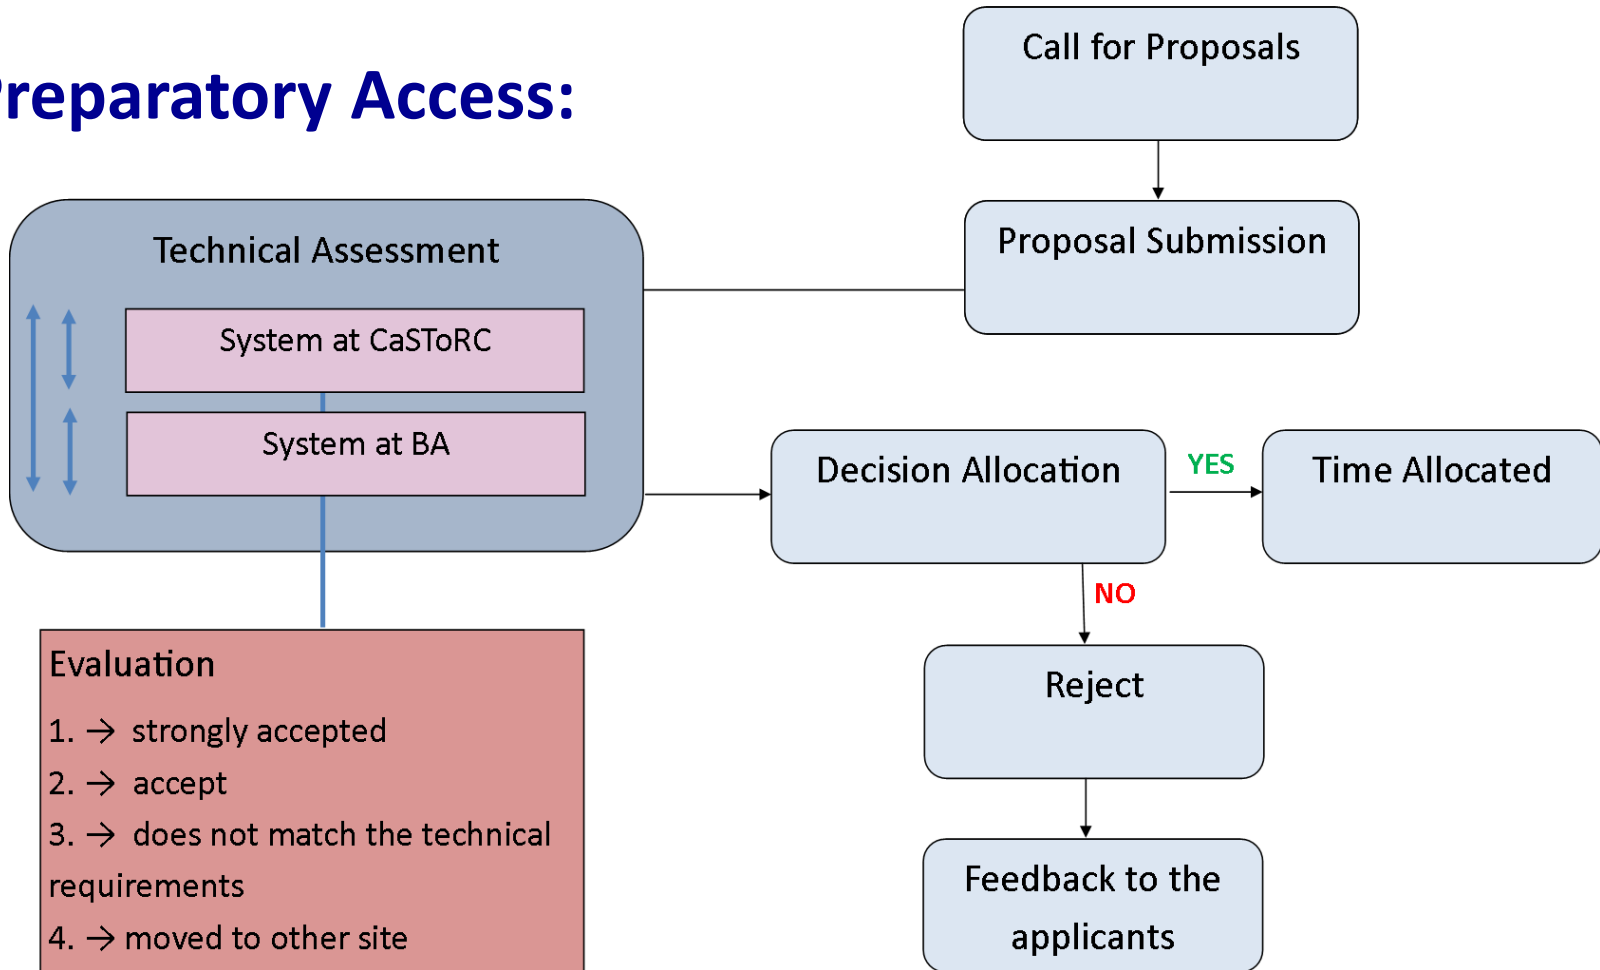 Preparatory Access:
Call for Proposals
Proposal Submission
Technical Assessment
System at CaSToRC
System at BA
Decision Allocation
YES
Time Allocated
NO
Reject
Feedback to the
applicants
Evaluation
1. → strongly accepted
2. → accept
3. → does not match the technical
requirements
4. → moved to other site